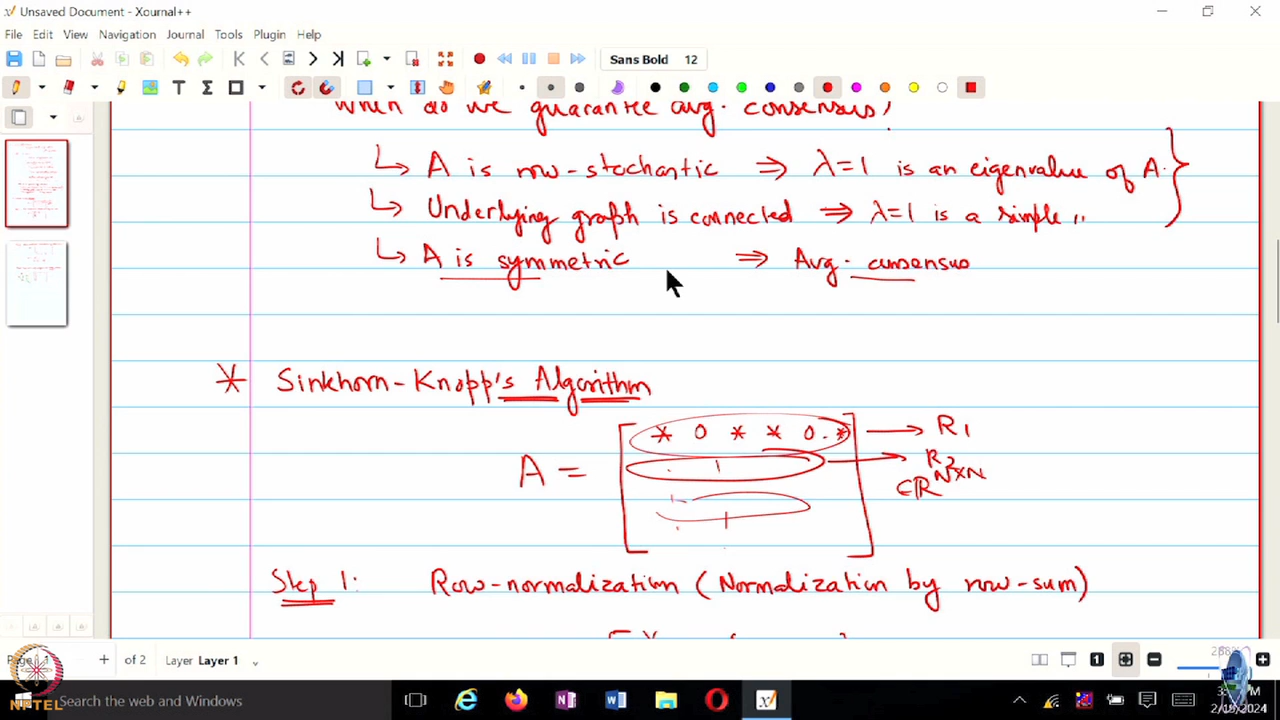 Unsaved Document - Xournal++
File Edit View Navigation Journal Tools Plugin Help
Sans Bold 12
When do we guarantee avg. consensus?
↳ A is row-stochantic ⇒ λ=1 is an eigenvalue of A.
↳ Underlying graph is connected ⇒ λ=1 is a simple "
↳ A is symmetric ⇒ Avg. consensus
* Sinkhorn-Knopp's Algorithm
A = [ * 0 * * 0 . * ] → R1
→ R2
∈ℝ^{N×N}
Step 1: Row-normalization (Normalization by row-sum)
of 2 Layer Layer 1
288%
NPTEL
Search the web and Windows